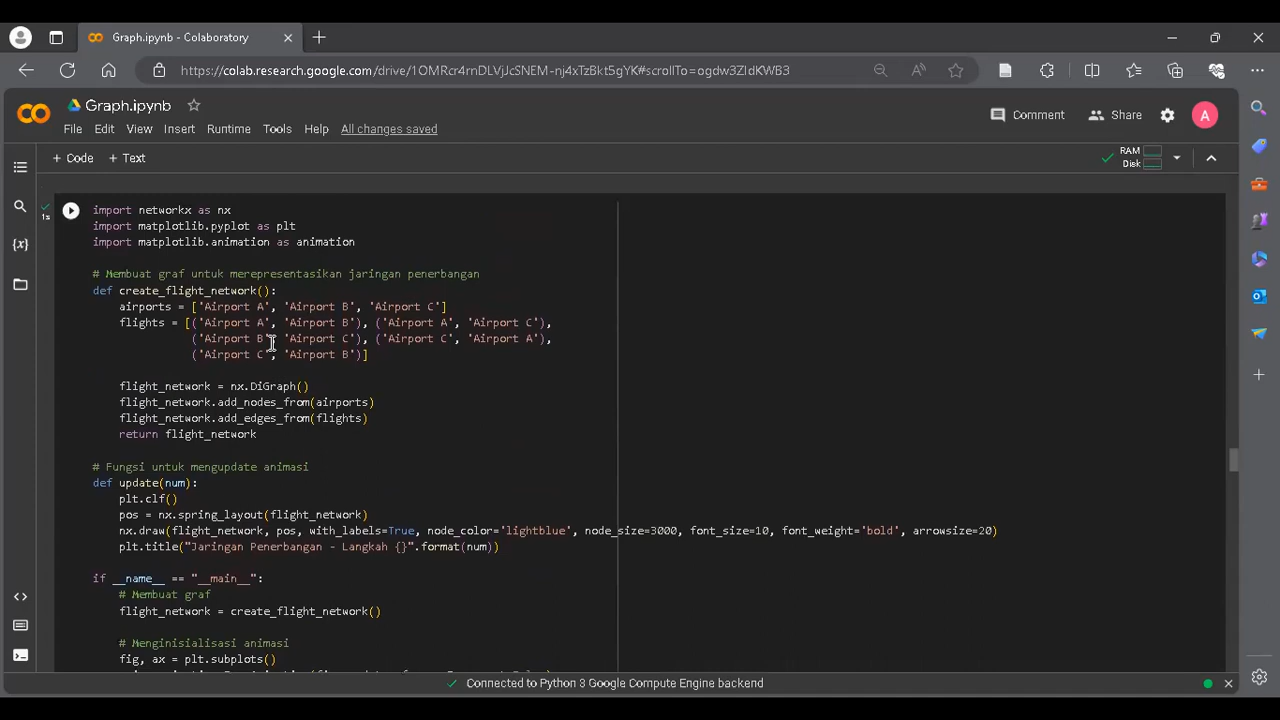 Graph.ipynb - Colaboratory
https://colab.research.google.com/drive/1OMRcr4rnDLVjJcSNEM-nj4xTzBkt5gYK#scrollTo=ogdw3ZIdKWB3
Graph.ipynb
Comment
Share
A
File Edit View Insert Runtime Tools Help All changes saved
+ Code + Text
RAM
Disk
1s
import networkx as nx
import matplotlib.pyplot as plt
import matplotlib.animation as animation
# Membuat graf untuk merepresentasikan jaringan penerbangan
def create_flight_network():
airports = ['Airport A', 'Airport B', 'Airport C']
flights = [('Airport A', 'Airport B'), ('Airport A', 'Airport C'),
('Airport B', 'Airport C'), ('Airport C', 'Airport A'),
('Airport C', 'Airport B')]
flight_network = nx.DiGraph()
flight_network.add_nodes_from(airports)
flight_network.add_edges_from(flights)
return flight_network
# Fungsi untuk mengupdate animasi
def update(num):
plt.clf()
pos = nx.spring_layout(flight_network)
nx.draw(flight_network, pos, with_labels=True, node_color='lightblue', node_size=3000, font_size=10, font_weight='bold', arrowsize=20)
plt.title("Jaringan Penerbangan - Langkah {}".format(num))
if __name__ == "__main__":
# Membuat graf
flight_network = create_flight_network()
# Menginisialisasi animasi
fig, ax = plt.subplots()
Connected to Python 3 Google Compute Engine backend